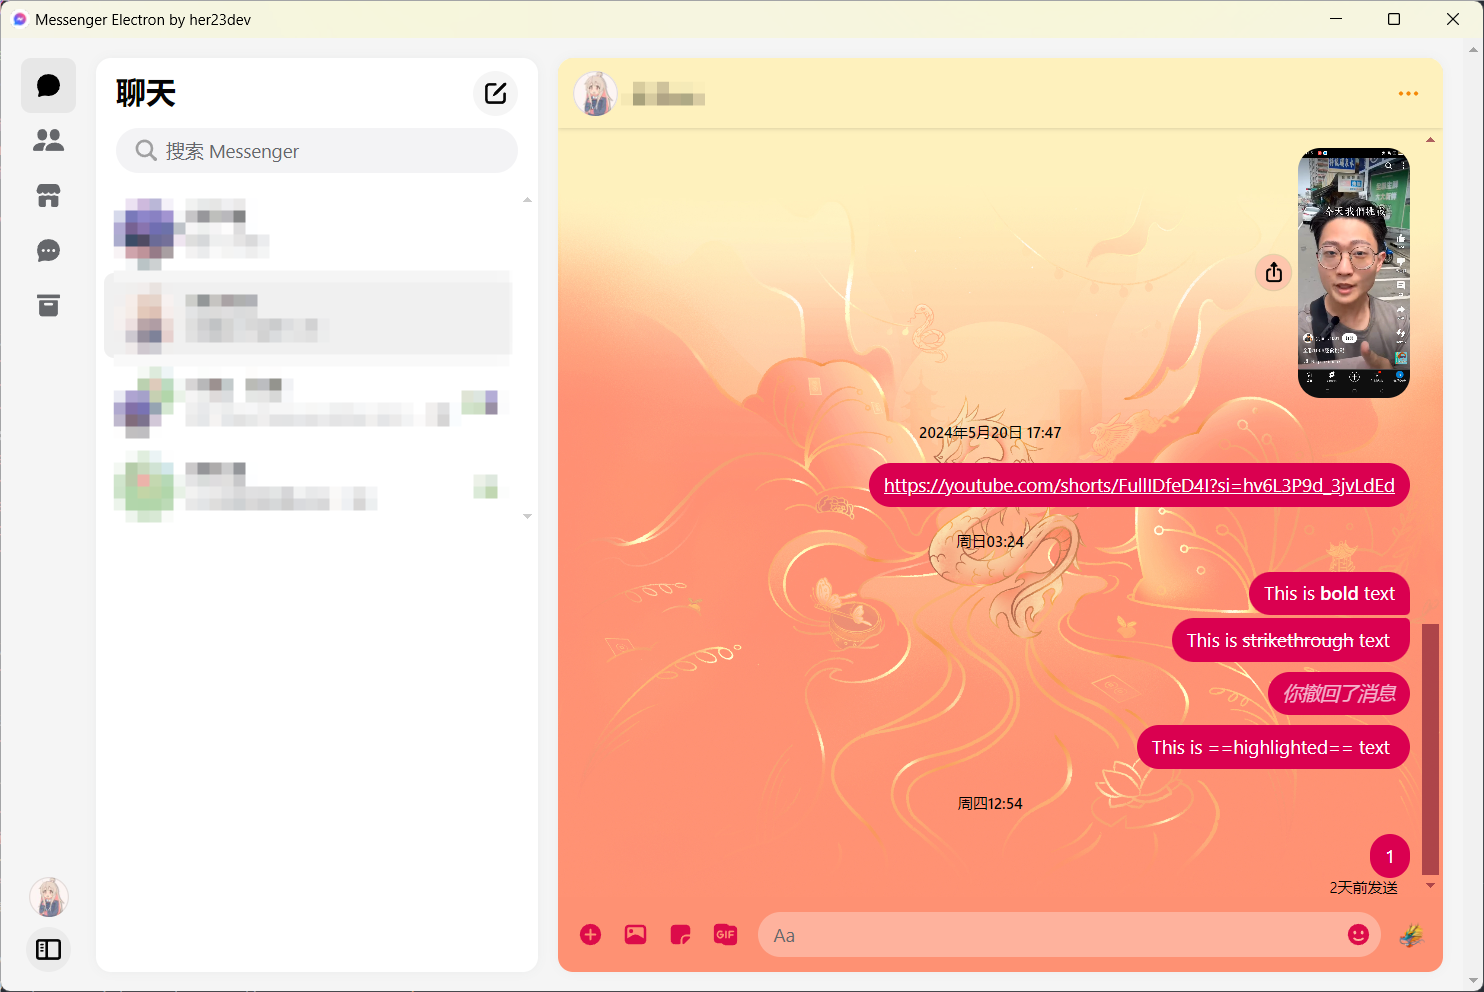 Messenger Electron by her23dev
聊天
搜索 Messenger
今天我們挑戰
2024年5月20日 17:47
https://youtube.com/shorts/FullIDfeD4I?si=hv6L3P9d_3jvLdEd
周日03:24
This is bold text
This is strikethrough text
你撤回了消息
This is ==highlighted== text
周四12:54
1
2天前发送
GIF
Aa